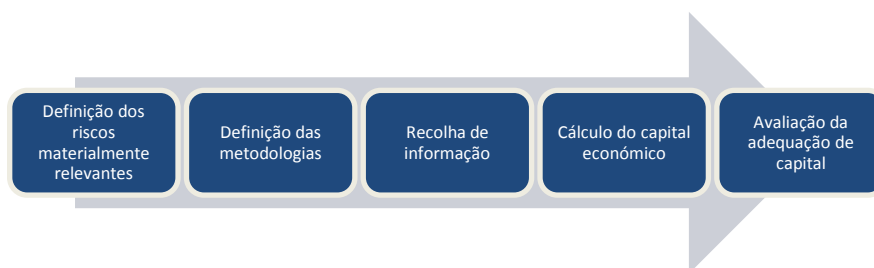 Definição dos
riscos
materialmente
relevantes
Definição das
metodologias
Recolha de
informação
Cálculo do capital
económico
Avaliação da
adequação de
capital